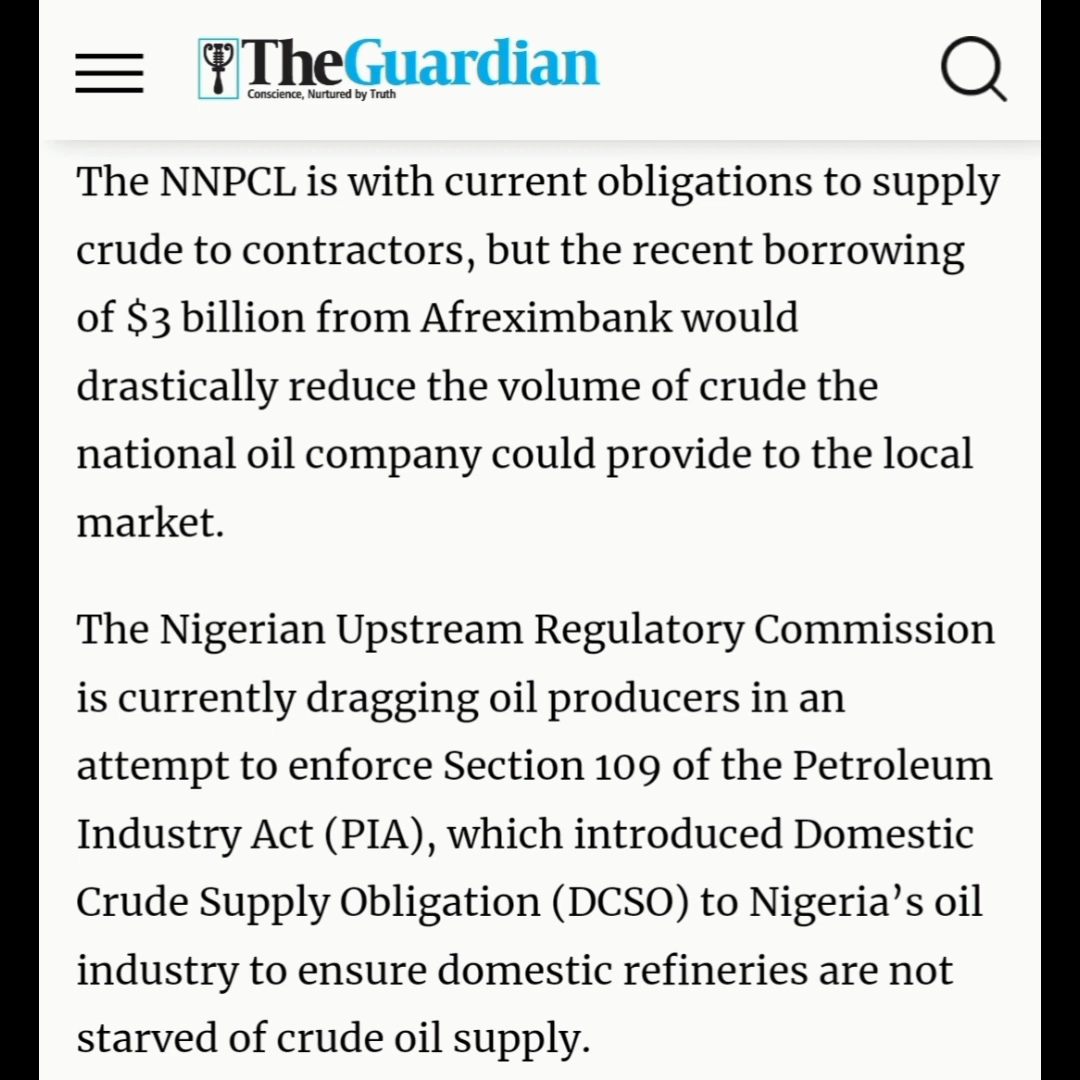 TheGuardian
Conscience, Nurtured by Truth
The NNPCL is with current obligations to supply
crude to contractors, but the recent borrowing
of $3 billion from Afreximbank would
drastically reduce the volume of crude the
national oil company could provide to the local
market.
The Nigerian Upstream Regulatory Commission
is currently dragging oil producers in an
attempt to enforce Section 109 of the Petroleum
Industry Act (PIA), which introduced Domestic
Crude Supply Obligation (DCSO) to Nigeria’s oil
industry to ensure domestic refineries are not
starved of crude oil supply.